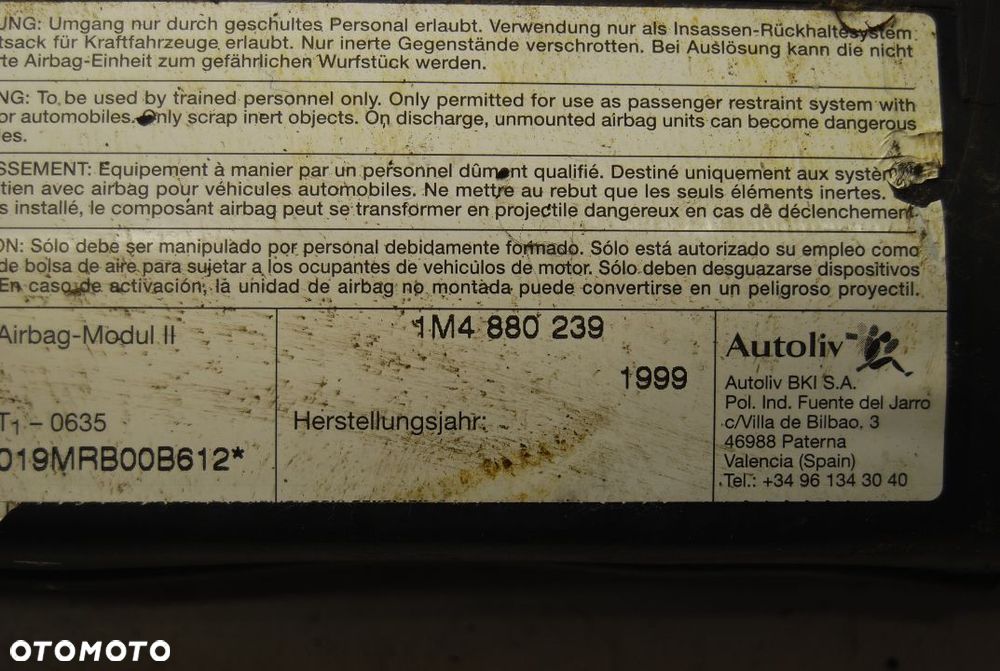 UNG: Umgang nur durch geschultes Personal erlaubt. Verwendung nur als Insassen-Rückhaltesystem
tsack für Kraftfahrzeuge erlaubt. Nur inerte Gegenstände verschrotten. Bei Auslösung kann die nicht
rte Airbag-Einheit zum gefährlichen Wurfstück werden.
NG: To be used by trained personnel only. Only permitted for use as passenger restraint system with
or automobiles. Only scrap inert objects. On discharge, unmounted airbag units can become dangerous
les.
SSEMENT: Equipement à manier par un personnel dûment qualifié. Destiné uniquement aux systèm
tien avec airbag pour véhicules automobiles. Ne mettre au rebut que les seuls éléments inertes.
s installé, le composant airbag peut se transformer en projectile dangereux en cas de déclenchement.
ON: Sólo debe ser manipulado por personal debidamente formado. Sólo está autorizado su empleo como
de bolsa de aire para sujetar a los ocupantes de vehicúlos de motor. Sólo deben desguazarse dispositivos
En caso de activación, la unidad de airbag no montada puede convertirse en un peligroso proyectil.
Airbag-Modul II
1M4 880 239
1999
T1 - 0635
Herstellungsjahr:
019MRB00B612*
Autoliv
Autoliv BKI S.A.
Pol. Ind. Fuente del Jarro
c/Villa de Bilbao, 3
46988 Paterna
Valencia (Spain)
Tel.: +34 96 134 30 40
OTOMOTO